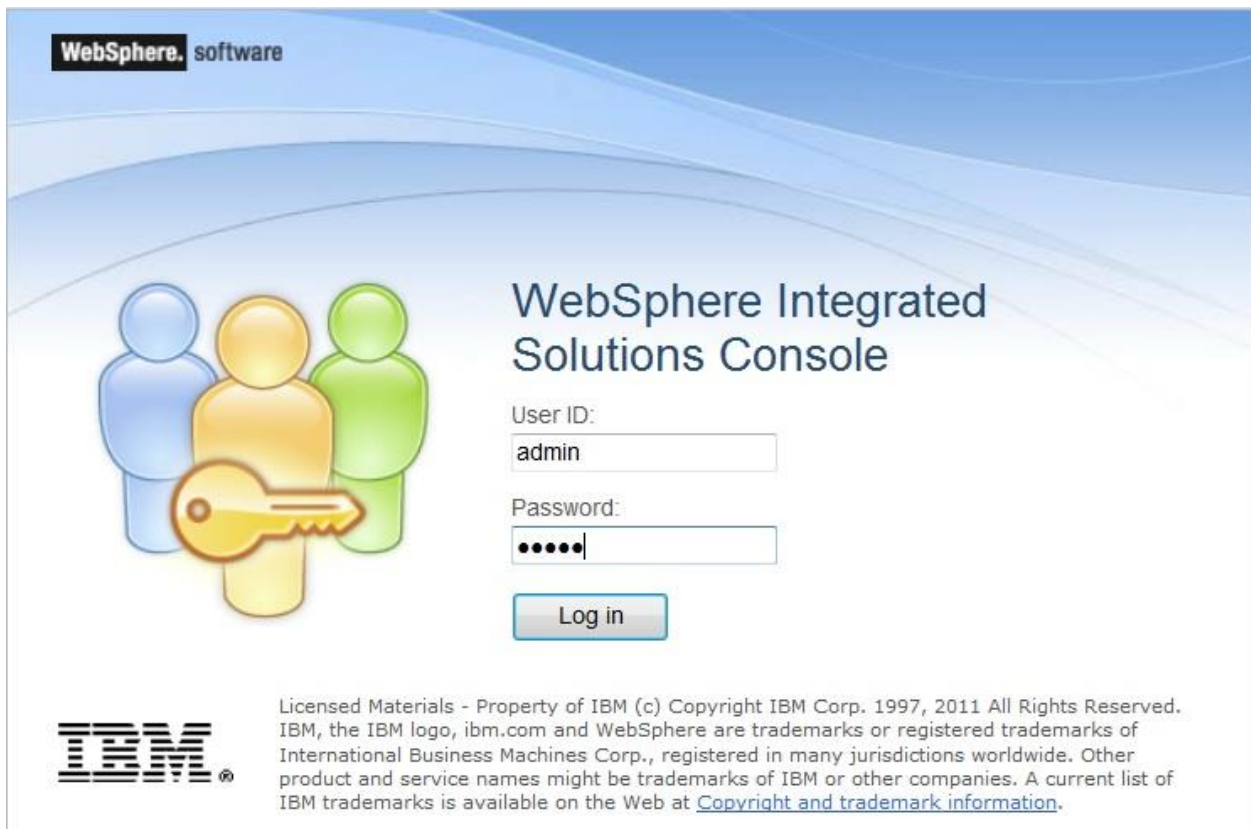 WebSphere. software
WebSphere Integrated
Solutions Console
User ID:
admin
Password:
•••••
Log in
Licensed Materials - Property of IBM (c) Copyright IBM Corp. 1997, 2011 All Rights Reserved.
IBM, the IBM logo, ibm.com and WebSphere are trademarks or registered trademarks of
International Business Machines Corp., registered in many jurisdictions worldwide. Other
product and service names might be trademarks of IBM or other companies. A current list of
IBM trademarks is available on the Web at Copyright and trademark information.
IBM®